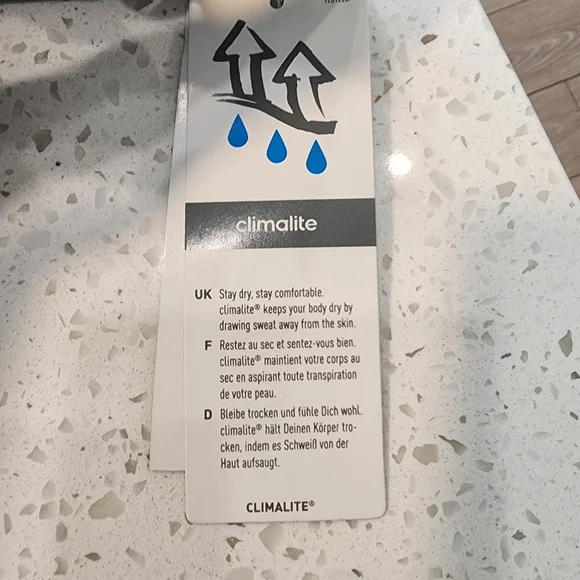 climalite
UK Stay dry, stay comfortable.
climalite® keeps your body dry by
drawing sweat away from the skin.
F Restez au sec et sentez-vous bien.
climalite® maintient votre corps au
sec en aspirant toute transpiration
de votre peau.
D Bleibe trocken und fühle Dich wohl.
climalite® hält Deinen Körper tro-
cken, indem es Schweiß von der
Haut aufsaugt.
CLIMALITE®